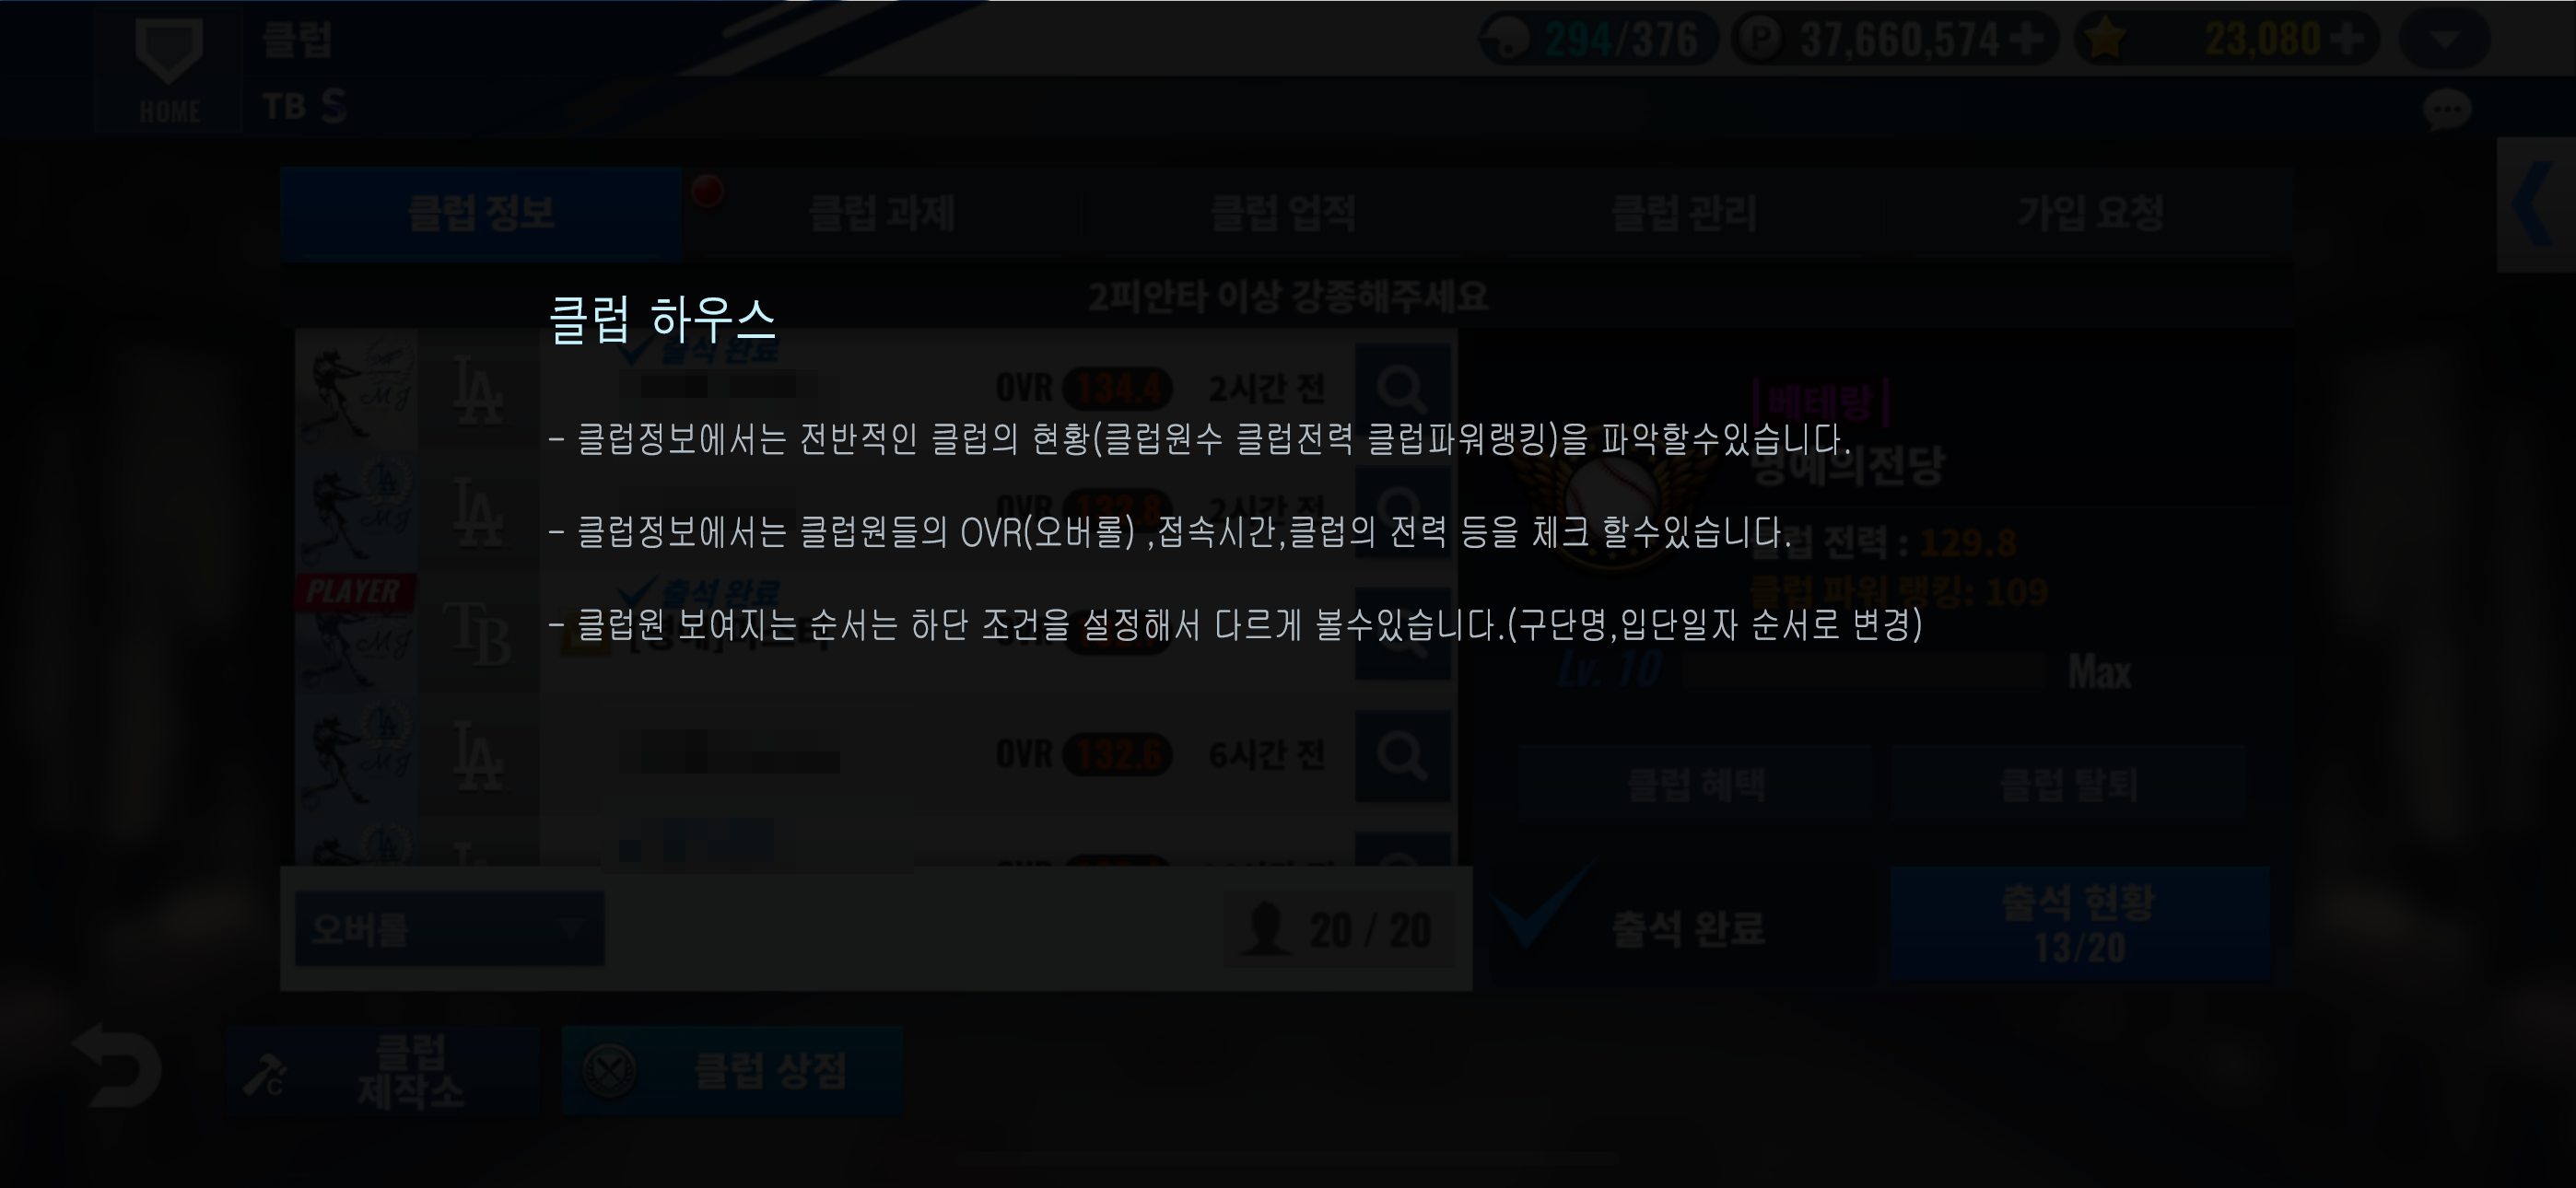 클럽
294/376
37,660,574
23,080
HOME
TB S
클럽 정보
클럽 과제
클럽 업적
클럽 관리
가입 요청
2피안타 이상 강종해주세요
클럽 하우스
출석 완료
OVR 134.4
2시간 전
|베테랑|
- 클럽정보에서는 전반적인 클럽의 현황(클럽원수 클럽전력 클럽파워랭킹)을 파악할수있습니다.
명예의전당
OVR 132.8
2시간 전
- 클럽정보에서는 클럽원들의 OVR(오버롤) ,접속시간,클럽의 전력 등을 체크 할수있습니다.
클럽 전력 : 129.8
클럽 파워 랭킹: 109
PLAYER
출석 완료
- 클럽원 보여지는 순서는 하단 조건을 설정해서 다르게 볼수있습니다.(구단명,입단일자 순서로 변경)
Lv. 10
Max
OVR 132.6
6시간 전
클럽 혜택
클럽 탈퇴
오버롤
20 / 20
출석 완료
출석 현황
13/20
클럽
제작소
클럽 상점